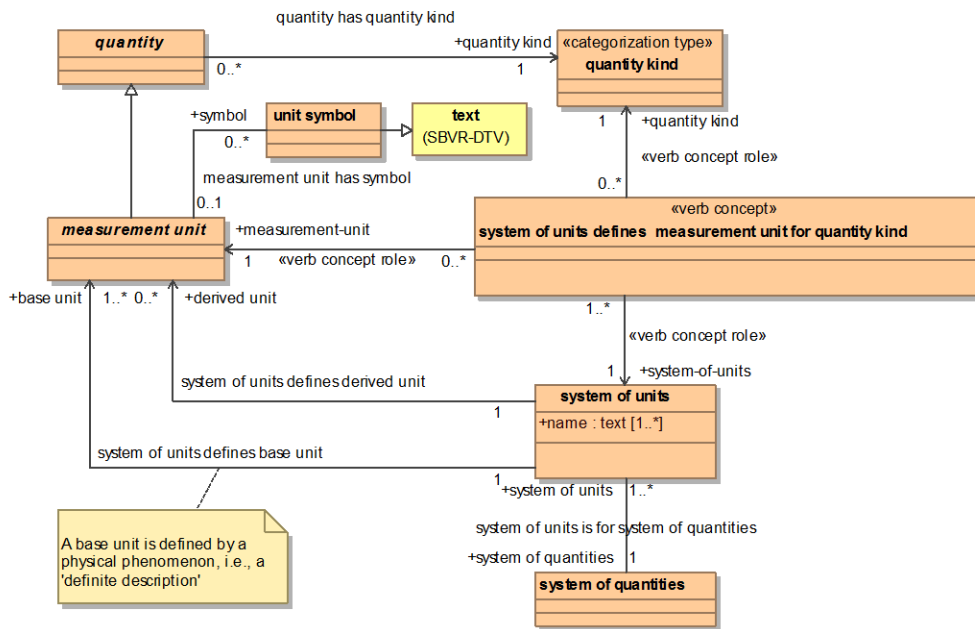 quantity has quantity kind
quantity
+quantity kind
0..*
1
«categorization type»
quantity kind
+symbol
0..*
unit symbol
text
(SBVR-DTV)
1
+quantity kind
«verb concept role»
0..*
measurement unit has symbol
0..1
measurement unit
+measurement-unit
1
«verb concept role»
0..*
«verb concept»
system of units defines  measurement unit for quantity kind
+base unit
1..*
0..*
+derived unit
1..*
«verb concept role»
1
+system-of-units
system of units defines derived unit
1
system of units
+name : text [1..*]
system of units defines base unit
1
+system of units
1..*
system of units is for system of quantities
+system of quantities
1
system of quantities
A base unit is defined by a
physical phenomenon, i.e., a
'definite description'